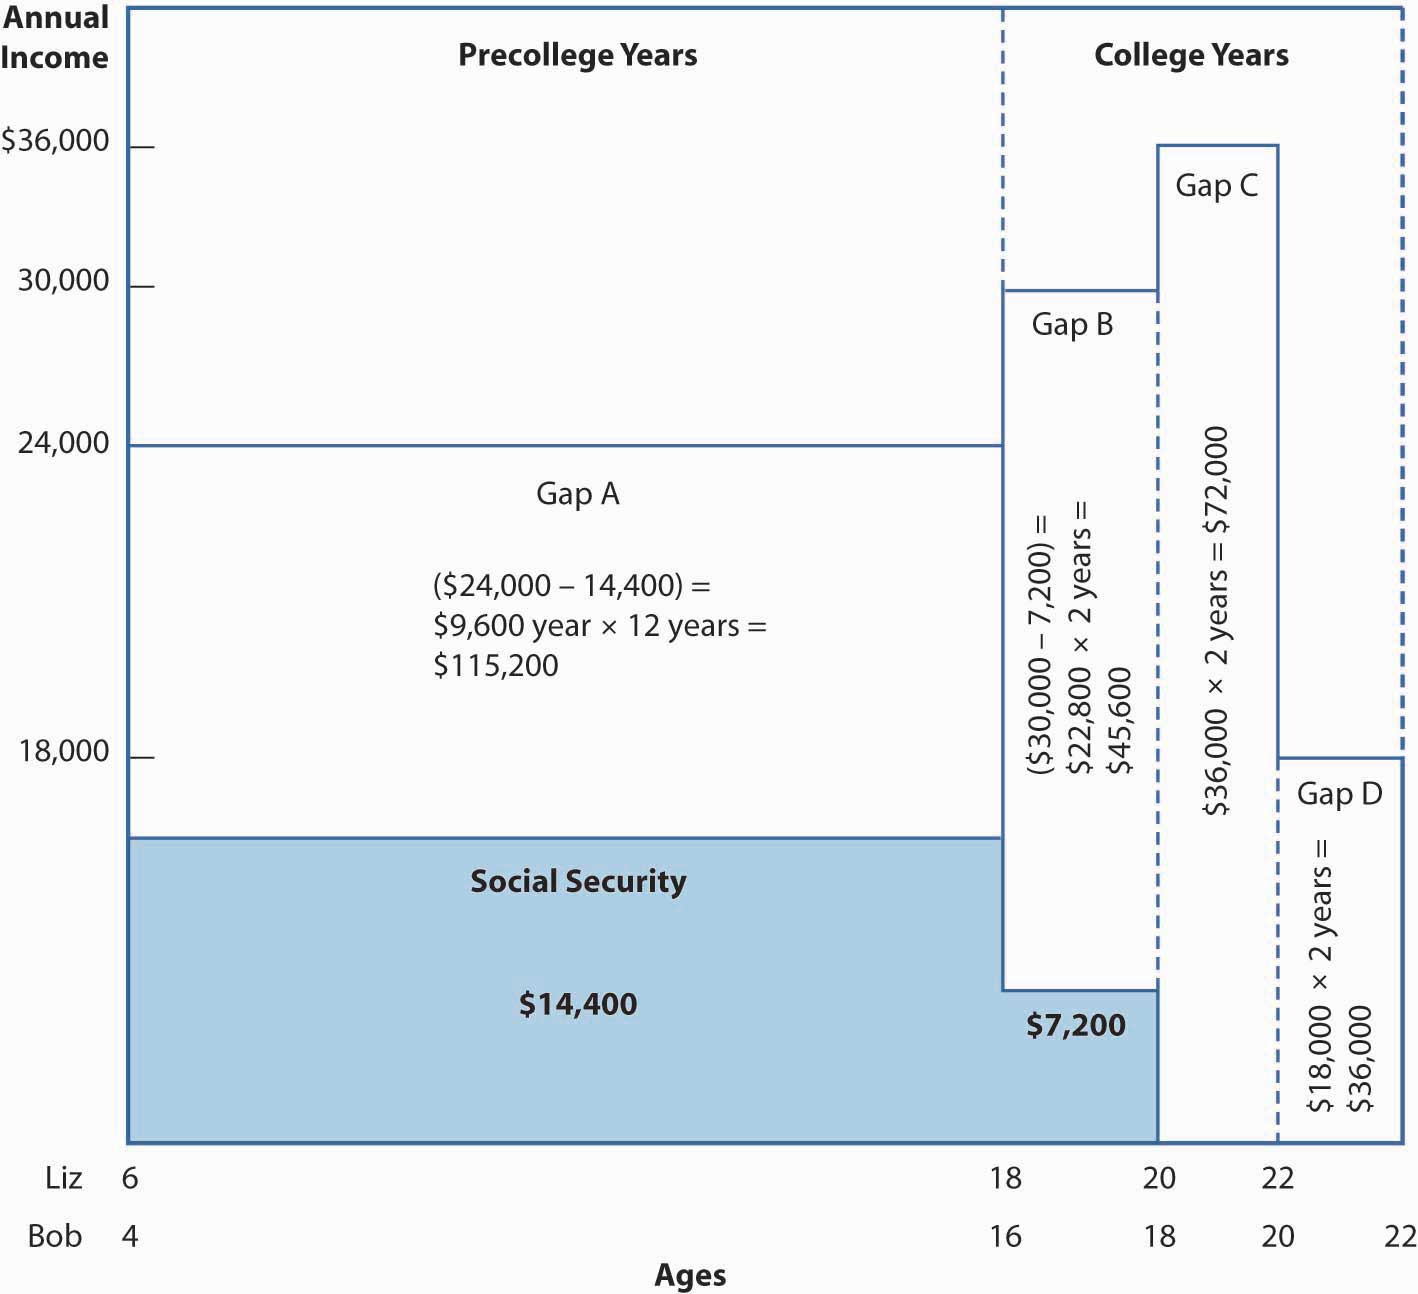 Annual
Income
Precollege Years
College Years
$36,000
Gap C
30,000
Gap B
24,000
Gap A
($24,000 – 14,400) =
$9,600 year × 12 years =
$115,200
($30,000 – 7,200) =
$22,800 × 2 years =
$45,600
$36,000 × 2 years = $72,000
18,000
Gap D
$18,000 × 2 years =
$36,000
Social Security
$14,400
$7,200
Liz 6 18 20 22
Bob 4 16 18 20 22
Ages